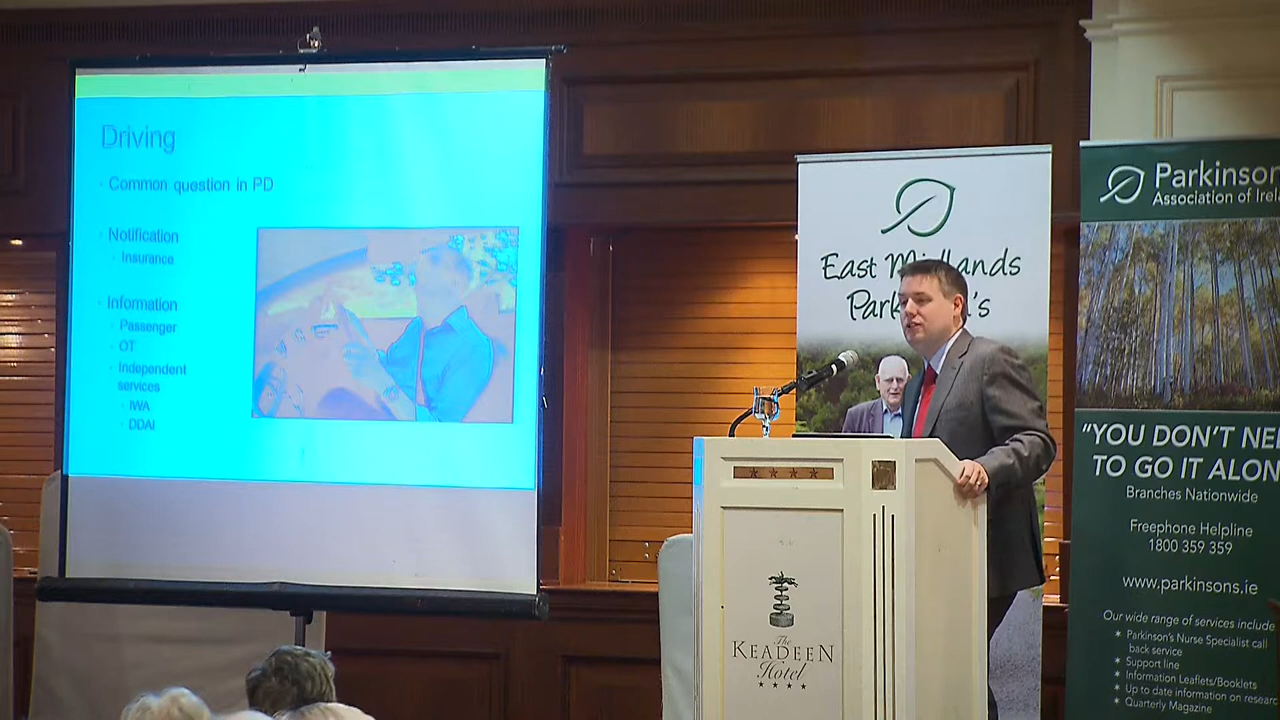 Driving
Common question in PD
Notification
Insurance
Information
Passenger
OT
Independent
services
IWA
DDAI
East Midlands
The
KEADEEN
Hotel
Parkinson
Association of Irela
"YOU DON'T NE
TO GO IT ALON
Branches Nationwide
Freephone Helpline
1800 359 359
www.parkinsons.ie
Our wide range of services include
Parkinson's Nurse Specialist call
back service
Support line
Information Leaflets/Booklets
Up to date information on researc
Quarterly Magazine